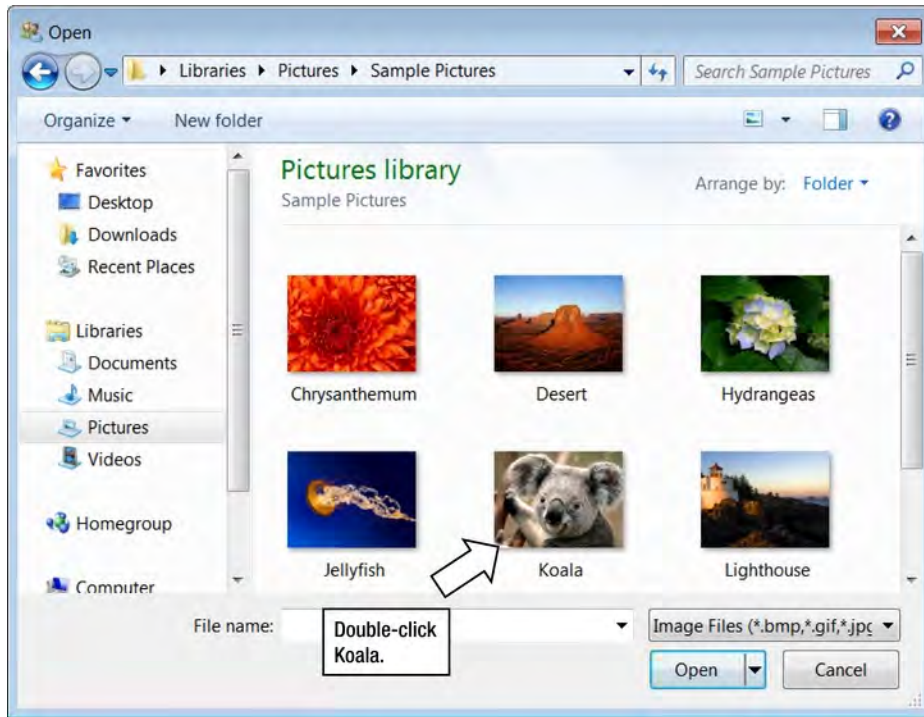 Open
Libraries Pictures Sample Pictures
Search Sample Pictures
Organize New folder
Favorites
Desktop
Downloads
Recent Places
Libraries
Documents
Music
Pictures
Videos
Homegroup
Computer
Pictures library
Sample Pictures
Arrange by: Folder
Chrysanthemum
Desert
Hydrangeas
Jellyfish
Koala
Lighthouse
File name:
Double-click
Koala.
Image Files (*.bmp,*.gif,*.jpg
Open
Cancel